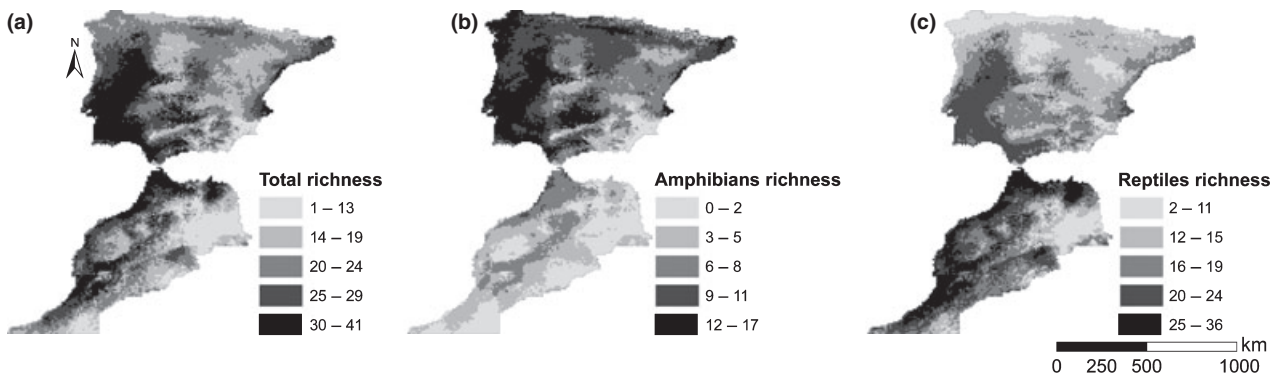 (a)
N
Total richness
1 – 13
14 – 19
20 – 24
25 – 29
30 – 41
(b)
Amphibians richness
0 – 2
3 – 5
6 – 8
9 – 11
12 – 17
(c)
Reptiles richness
2 – 11
12 – 15
16 – 19
20 – 24
25 – 36
km
0 250 500 1000